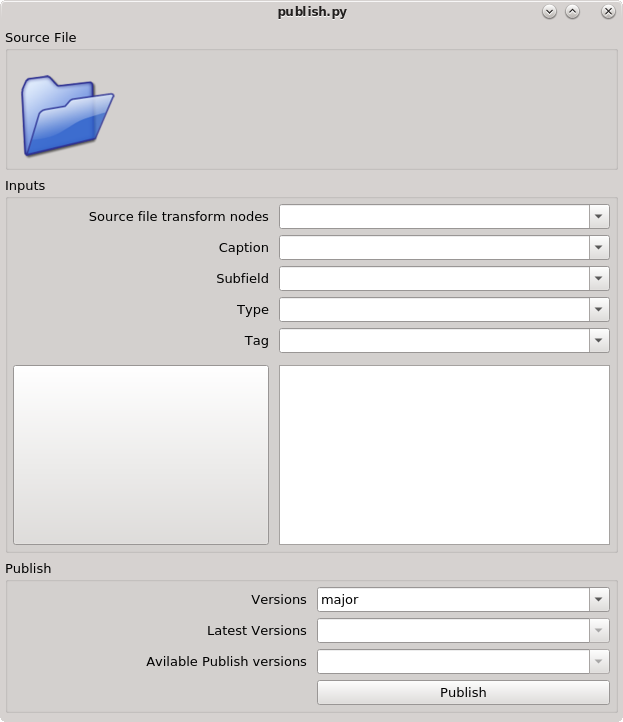 publish.py
Source File
Inputs
Source file transform nodes
Caption
Subfield
Type
Tag
Publish
Versions major
Latest Versions
Avilable Publish versions
Publish